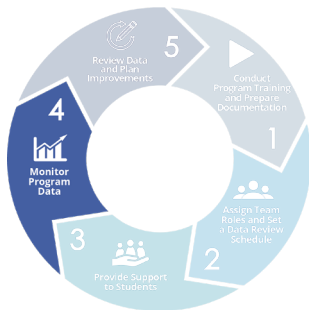 Conduct
Program Training
and Prepare
Documentation
1
Assign Team
Roles and Set
a Data Review
Schedule
2
Provide Support
to Students
3
Monitor
Program
Data
4
Review Data
and Plan
Improvements
5